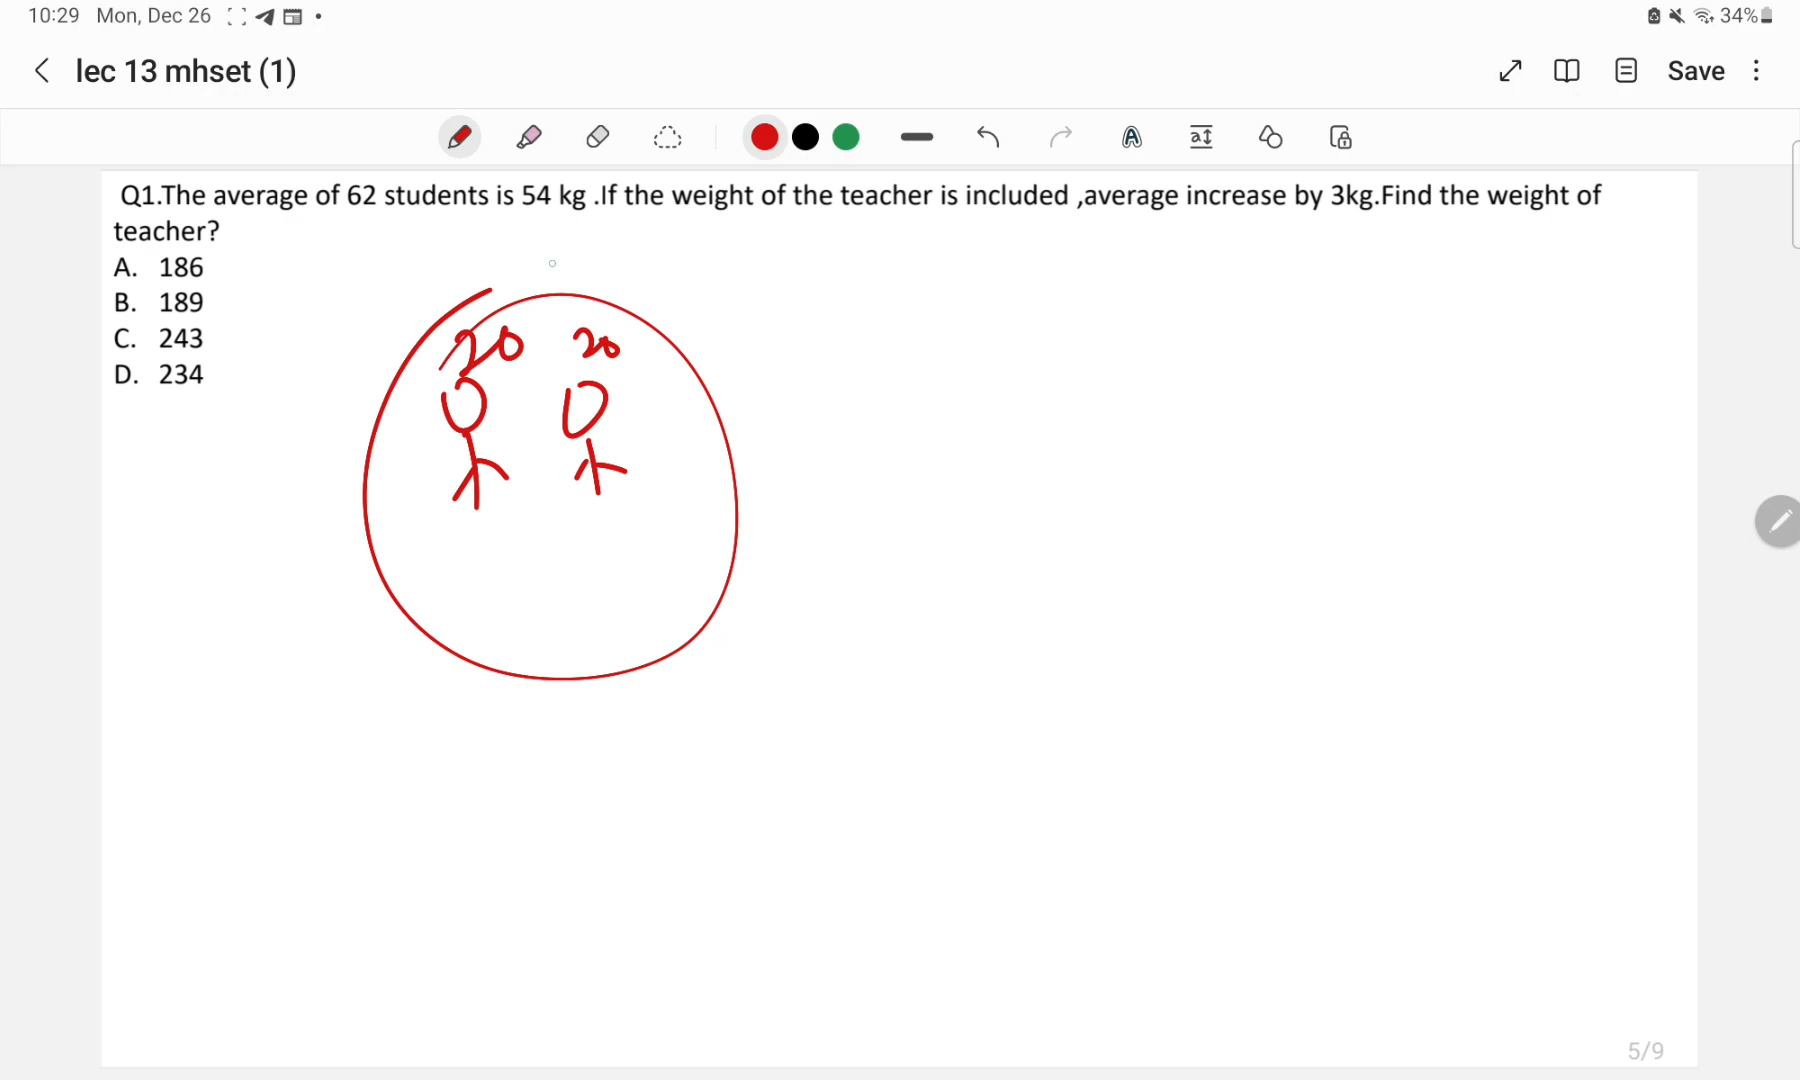 10:29 Mon, Dec 26
34%
lec 13 mhset (1)
Save
Q1.The average of 62 students is 54 kg .If the weight of the teacher is included ,average increase by 3kg.Find the weight of
teacher?
A. 186
B. 189
C. 243
D. 234
20 20
5/9